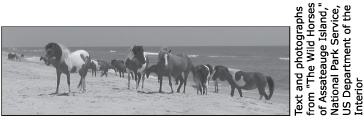 Text and photographs
from "The Wild Horses
of Assateague Island,"
National Park Service,
US Department of the
Interior